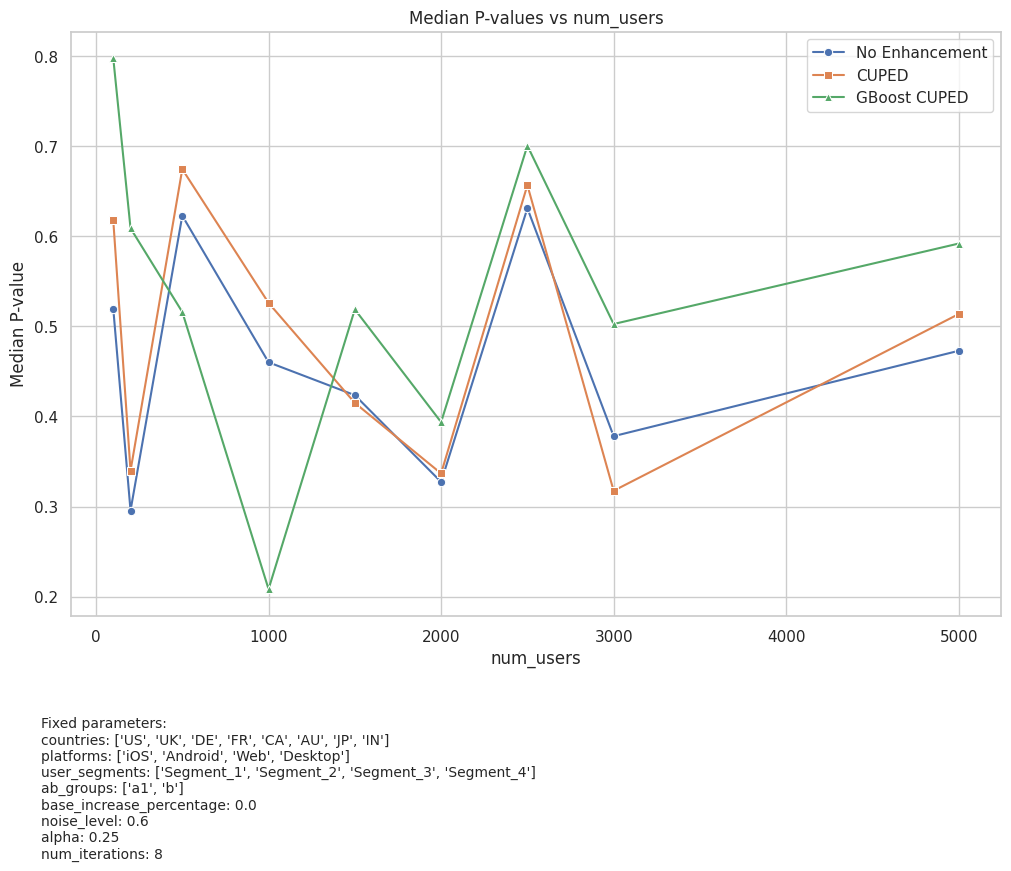 Median P-values vs num_users
No Enhancement
CUPED
GBoost CUPED
Median P-value
0.8
0.7
0.6
0.5
0.4
0.3
0.2
0
1000
2000
3000
4000
5000
num_users
Fixed parameters:
countries: ['US', 'UK', 'DE', 'FR', 'CA', 'AU', 'JP', 'IN']
platforms: ['iOS', 'Android', 'Web', 'Desktop']
user_segments: ['Segment_1', 'Segment_2', 'Segment_3', 'Segment_4']
ab_groups: ['a1', 'b']
base_increase_percentage: 0.0
noise_level: 0.6
alpha: 0.25
num_iterations: 8